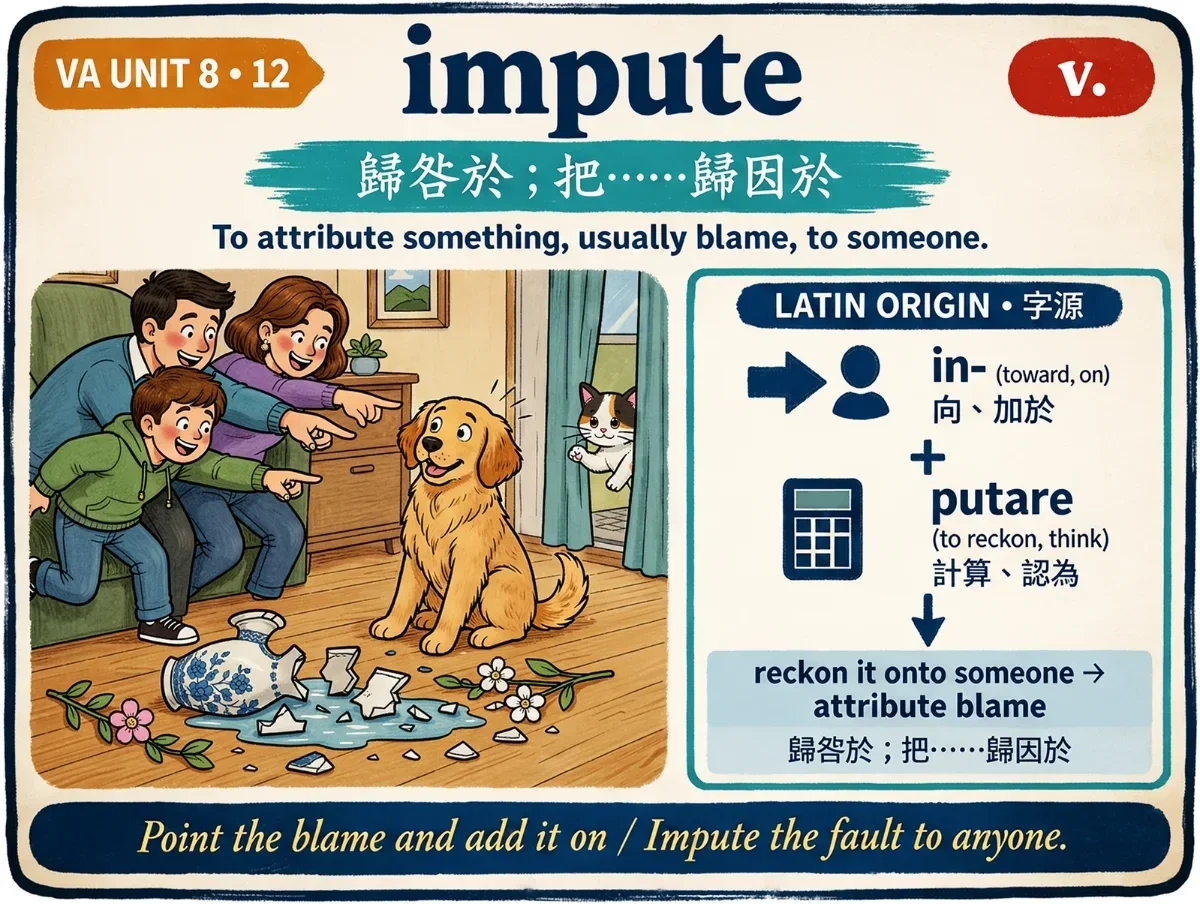 VA UNIT 8 • 12
impute
v.
歸咎於；把……歸因於
To attribute something, usually blame, to someone.
LATIN ORIGIN • 字源
in- (toward, on)
向、加於
+
putare
(to reckon, think)
計算、認為
reckon it onto someone →
attribute blame
歸咎於；把……歸因於
Point the blame and add it on / Impute the fault to anyone.